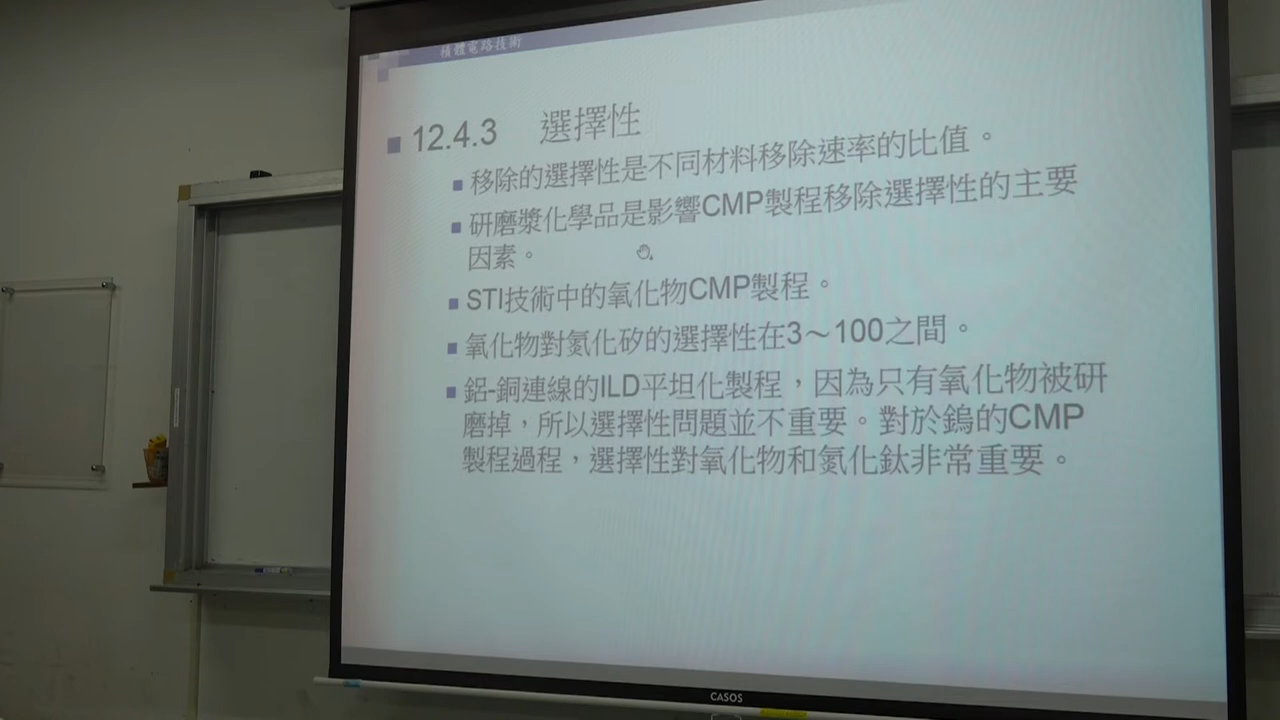 積體電路技術
12.4.3 選擇性
移除的選擇性是不同材料移除速率的比值。
研磨漿化學品是影響CMP製程移除選擇性的主要
因素。
STI技術中的氧化物CMP製程。
氧化物對氮化矽的選擇性在3～100之間。
鋁-銅連線的ILD平坦化製程，因為只有氧化物被研
磨掉，所以選擇性問題並不重要。對於鎢的CMP
製程過程，選擇性對氧化物和氮化鈦非常重要。
CASOS